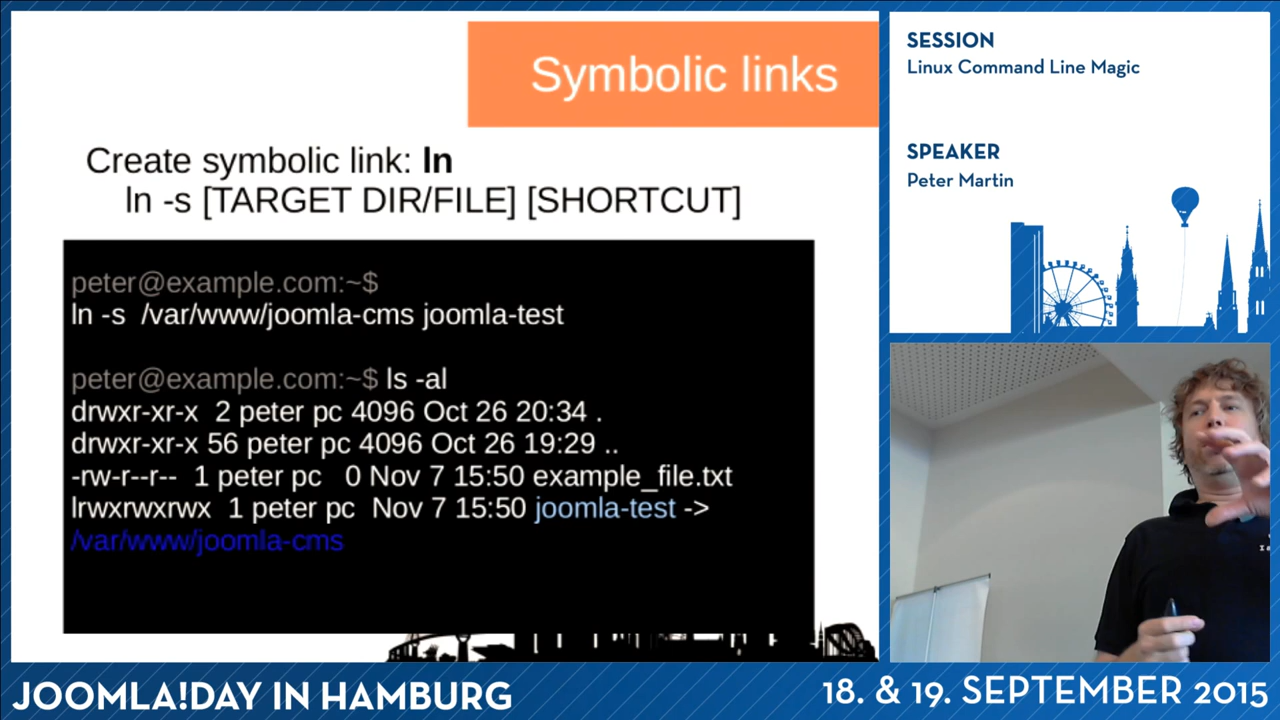 Symbolic links
Create symbolic link: ln
ln -s [TARGET DIR/FILE] [SHORTCUT]
peter@example.com:~$
ln -s  /var/www/joomla-cms joomla-test
peter@example.com:~$ ls -al
drwxr-xr-x  2 peter pc 4096 Oct 26 20:34 .
drwxr-xr-x 56 peter pc 4096 Oct 26 19:29 ..
-rw-r--r--  1 peter pc   0 Nov 7 15:50 example_file.txt
lrwxrwxrwx  1 peter pc  Nov 7 15:50 joomla-test ->
/var/www/joomla-cms
SESSION
Linux Command Line Magic
SPEAKER
Peter Martin
JOOMLA!DAY IN HAMBURG
18. & 19. SEPTEMBER 2015